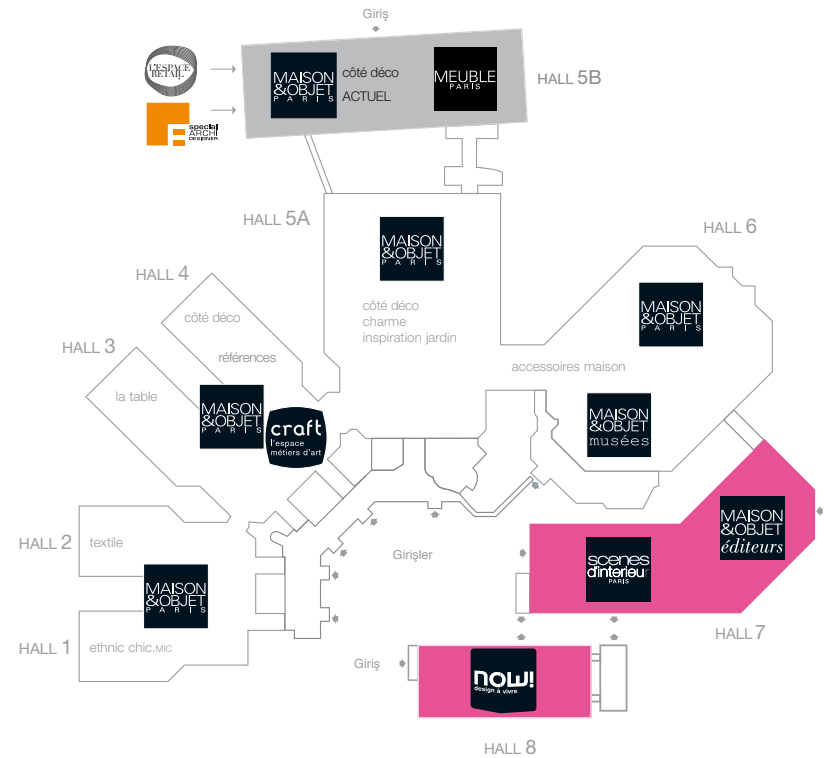 Giriş
L'ESPACE
RETAIL
special
ARCHI
DESIGNER
MAISON
&OBJET
PARIS
côté déco
ACTUEL
MEUBLE
PARIS
HALL 5B
HALL 5A
MAISON
&OBJET
PARIS
côté déco
charme
inspiration jardin
HALL 6
MAISON
&OBJET
PARIS
accessoires maison
MAISON
&OBJET
musées
HALL 4
côté déco
références
HALL 3
la table
MAISON
&OBJET
PARIS
craft
l'espace
métiers d'art
HALL 2
textile
MAISON
&OBJET
PARIS
HALL 1
ethnic chic.MIC
Girişler
MAISON
&OBJET
éditeurs
scenes
d'interieur
PARIS
HALL 7
Giriş
now!
design à vivre
HALL 8